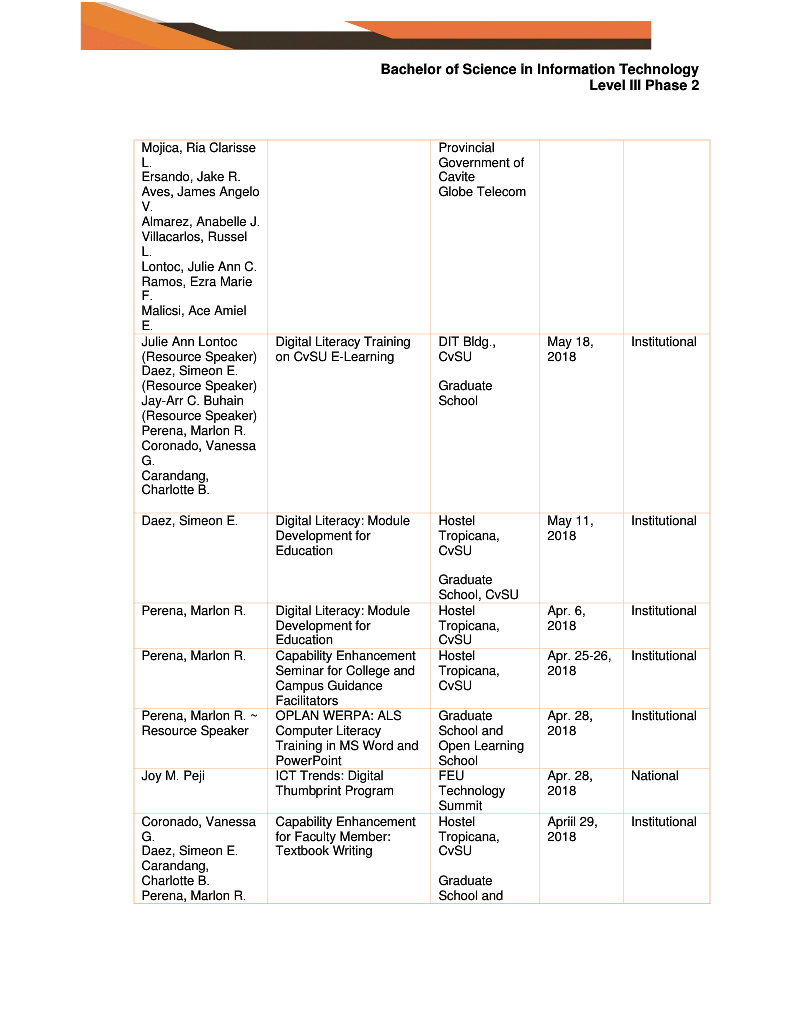 Bachelor of Science in Information Technology
Level III Phase 2
Mojica, Ria Clarisse
L.
Ersando, Jake R.
Aves, James Angelo
V.
Almarez, Anabelle J.
Villacarlos, Russel
L.
Lontoc, Julie Ann C.
Ramos, Ezra Marie
F.
Malicsi, Ace Amiel
E.
Provincial
Government of
Cavite
Globe Telecom
Julie Ann Lontoc
(Resource Speaker)
Daez, Simeon E.
(Resource Speaker)
Jay-Arr C. Buhain
(Resource Speaker)
Perena, Marlon R.
Coronado, Vanessa
G.
Carandang,
Charlotte B.
Digital Literacy Training
on CvSU E-Learning
DIT Bldg.,
CvSU
Graduate
School
May 18,
2018
Institutional
Daez, Simeon E.
Digital Literacy: Module
Development for
Education
Hostel
Tropicana,
CvSU
Graduate
School, CvSU
May 11,
2018
Institutional
Perena, Marlon R.
Digital Literacy: Module
Development for
Education
Hostel
Tropicana,
CvSU
Apr. 6,
2018
Institutional
Perena, Marlon R.
Capability Enhancement
Seminar for College and
Campus Guidance
Facilitators
Hostel
Tropicana,
CvSU
Apr. 25-26,
2018
Institutional
Perena, Marlon R. ~
Resource Speaker
OPLAN WERPA: ALS
Computer Literacy
Training in MS Word and
PowerPoint
Graduate
School and
Open Learning
School
Apr. 28,
2018
Institutional
Joy M. Peji
ICT Trends: Digital
Thumbprint Program
FEU
Technology
Summit
Apr. 28,
2018
National
Coronado, Vanessa
G.
Daez, Simeon E.
Carandang,
Charlotte B.
Perena, Marlon R.
Capability Enhancement
for Faculty Member:
Textbook Writing
Hostel
Tropicana,
CvSU
Graduate
School and
Apriil 29,
2018
Institutional